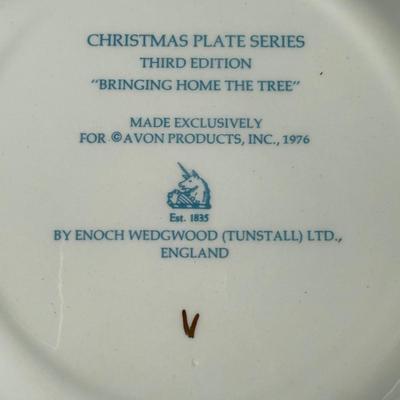 CHRISTMAS PLATE SERIES
THIRD EDITION
"BRINGING HOME THE TREE"
MADE EXCLUSIVELY
FOR ©AVON PRODUCTS, INC., 1976
Est. 1835
BY ENOCH WEDGWOOD (TUNSTALL) LTD.,
ENGLAND
V